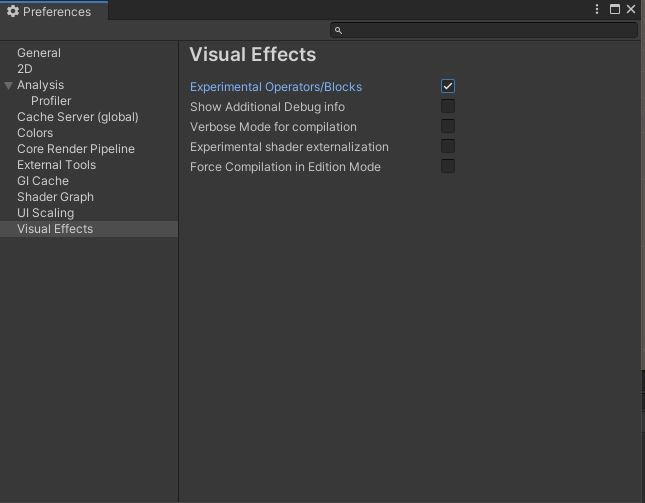 Preferences
General
2D
Analysis
Profiler
Cache Server (global)
Colors
Core Render Pipeline
External Tools
GI Cache
Shader Graph
UI Scaling
Visual Effects
Visual Effects
Experimental Operators/Blocks
Show Additional Debug info
Verbose Mode for compilation
Experimental shader externalization
Force Compilation in Edition Mode